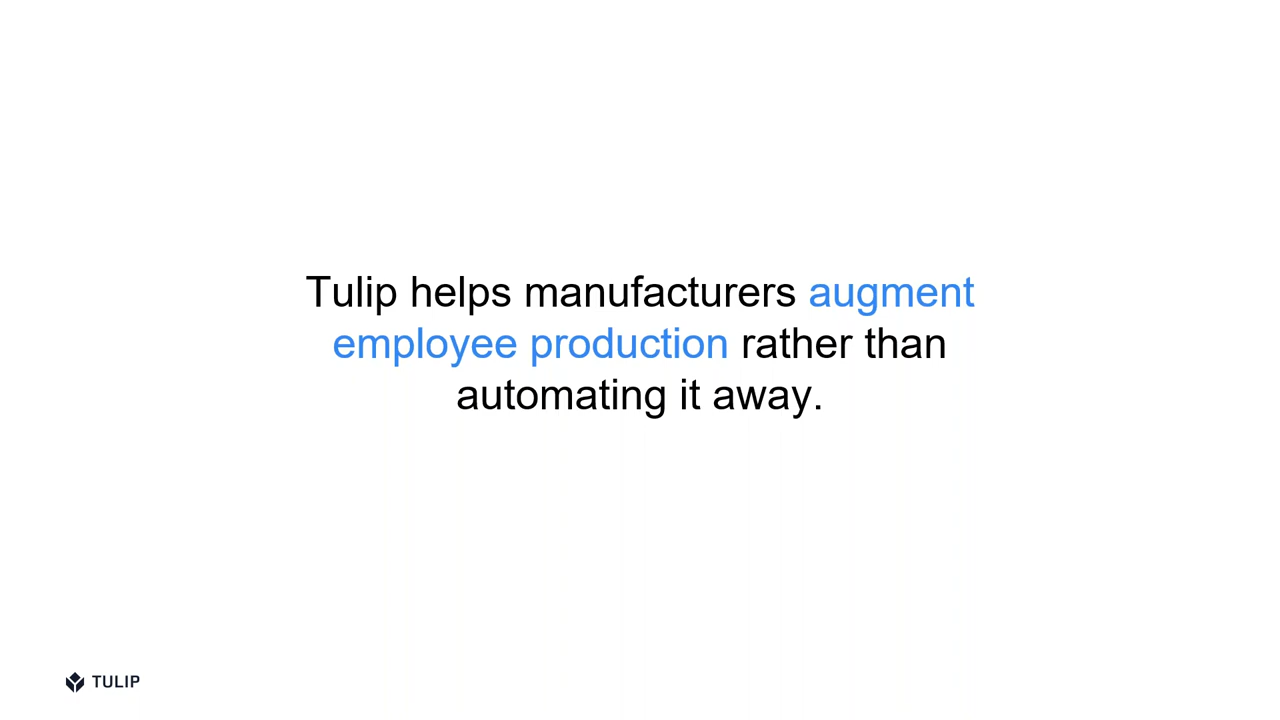 Tulip helps manufacturers augment
employee production rather than
automating it away.
TULIP